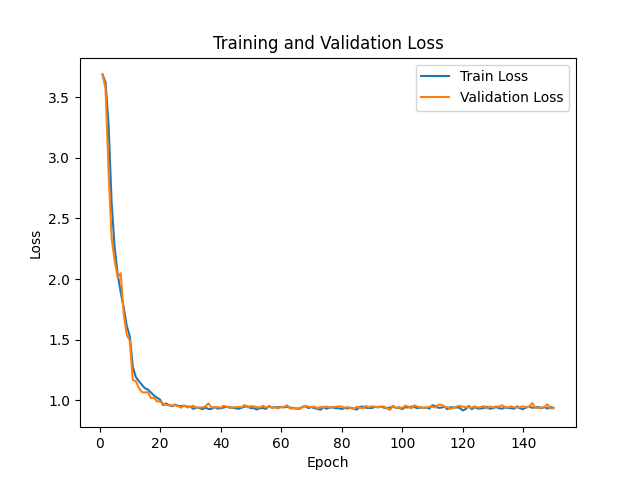 Training and Validation Loss
Train Loss
Validation Loss
3.5
3.0
2.5
2.0
1.5
1.0
Loss
0 20 40 60 80 100 120 140
Epoch